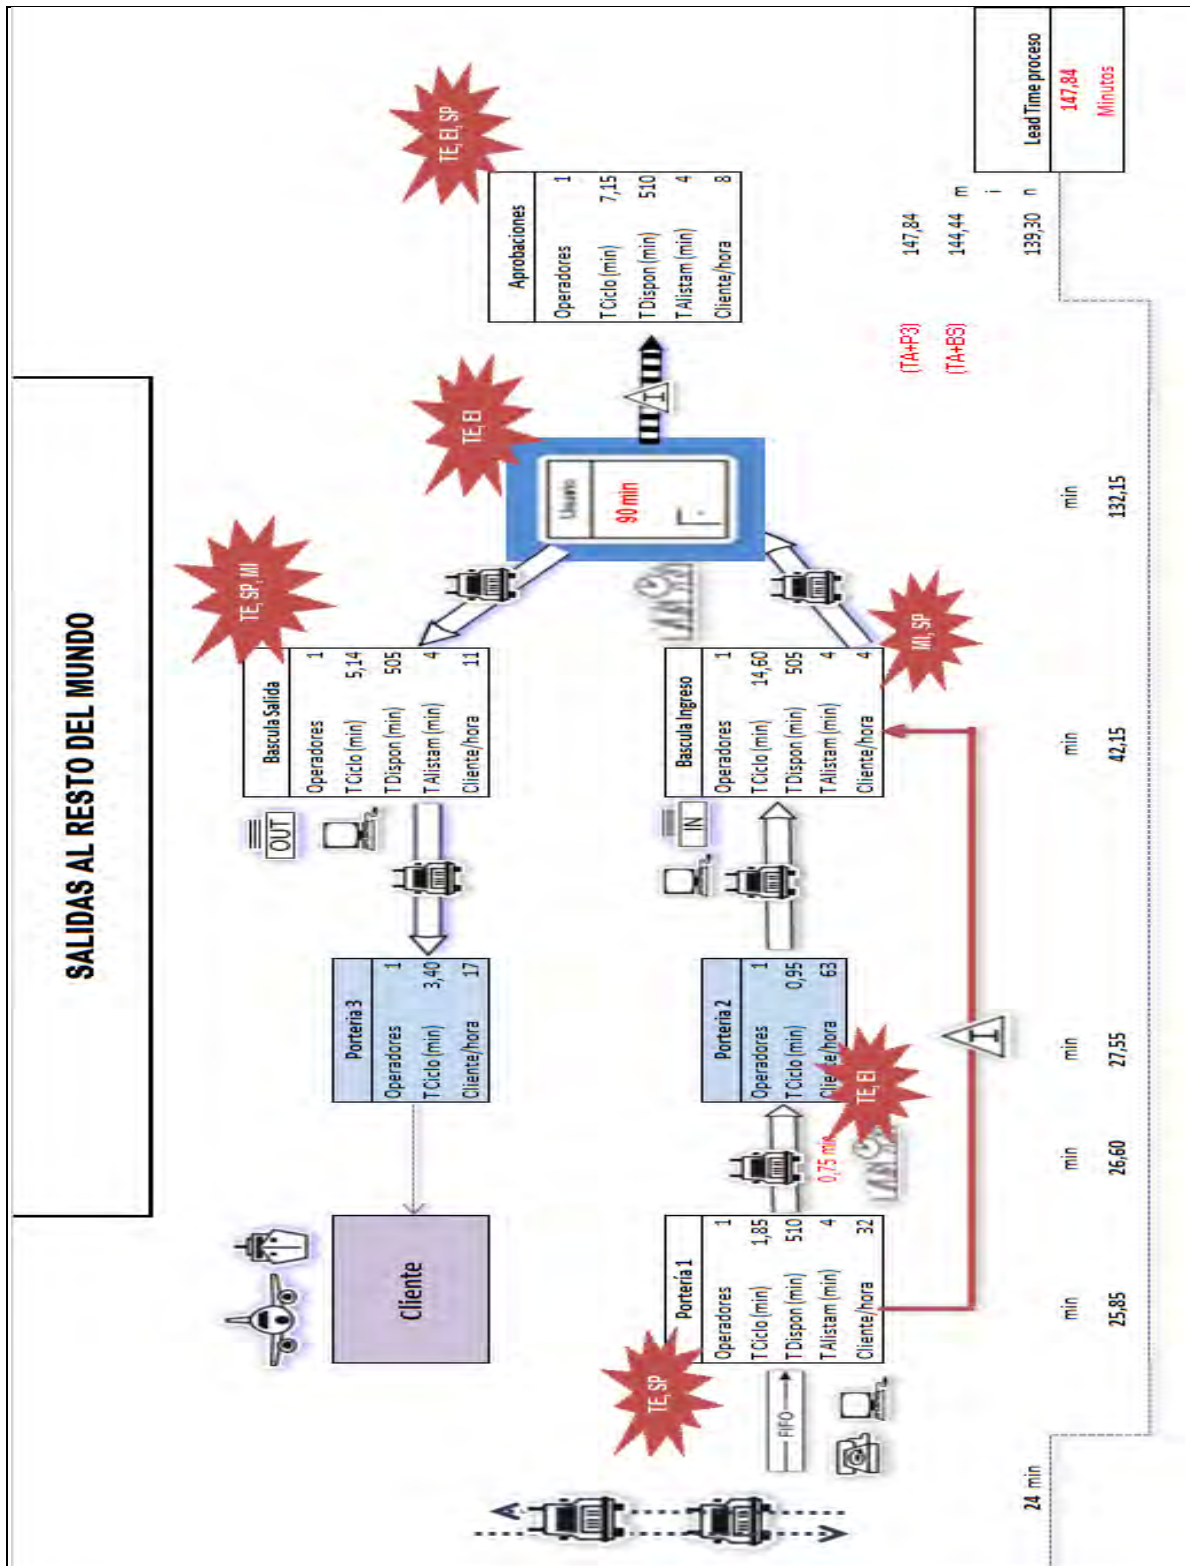 SALIDAS AL RESTO DEL MUNDO
Cliente
Porteria 3
Operadores 1
T Ciclo (min) 3,40
Cliente/hora 17
OUT
Bascula Salida
Operadores 1
T Ciclo (min) 5,14
T Dispon (min) 505
T Alistam (min) 4
Cliente/hora 11
TE, SP, MI
TE, EI
TE, EI, SP
Usuario
90 min
I
Aprobaciones
Operadores 1
T Ciclo (min) 7,15
T Dispon (min) 510
T Alistam (min) 4
Cliente/hora 8
TE, SP
FIFO
Porteria 1
Operadores 1
T Ciclo (min) 1,85
T Dispon (min) 510
T Alistam (min) 4
Cliente/hora 32
0,75 min
Porteria 2
Operadores 1
T Ciclo (min) 0,95
Cliente/hora 63
TE, EI
IN
Bascula Ingreso
Operadores 1
T Ciclo (min) 14,60
T Dispon (min) 505
T Alistam (min) 4
Cliente/hora 4
MI, SP
I
(TA+P3) 147,84
(TA+BS) 144,44 m
i
139,30 n
24 min
min min min min min
25,85 26,60 27,55 42,15 132,15
Lead Time proceso
147,84
Minutos